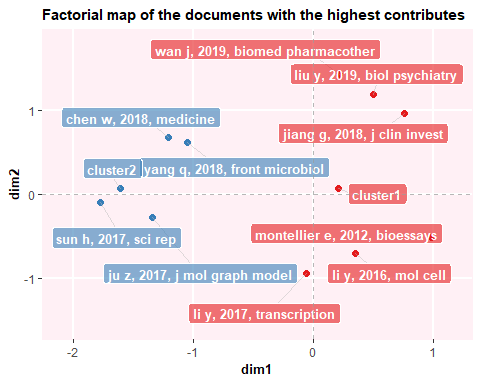 Factorial map of the documents with the highest contributes
wan j, 2019, biomed pharmacother
liu y, 2019, biol psychiatry
chen w, 2018, medicine
jiang g, 2018, j clin invest
cluster2
yang q, 2018, front microbiol
cluster1
sun h, 2017, sci rep
montellier e, 2012, bioessays
ju z, 2017, j mol graph model
li y, 2016, mol cell
li y, 2017, transcription
dim2
1
0
-1
-2
-1
0
1
dim1